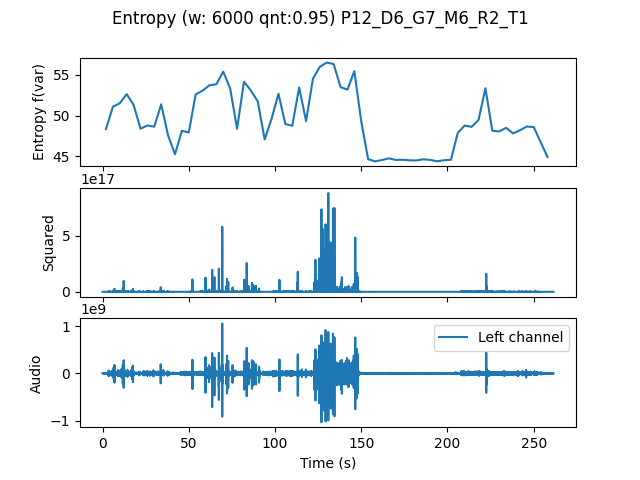 Entropy (w: 6000 qnt:0.95) P12_D6_G7_M6_R2_T1
Entropy f(var)
55
50
45
1e17
Squared
5
0
1e9
Audio
1
0
−1
Left channel
0 50 100 150 200 250
Time (s)